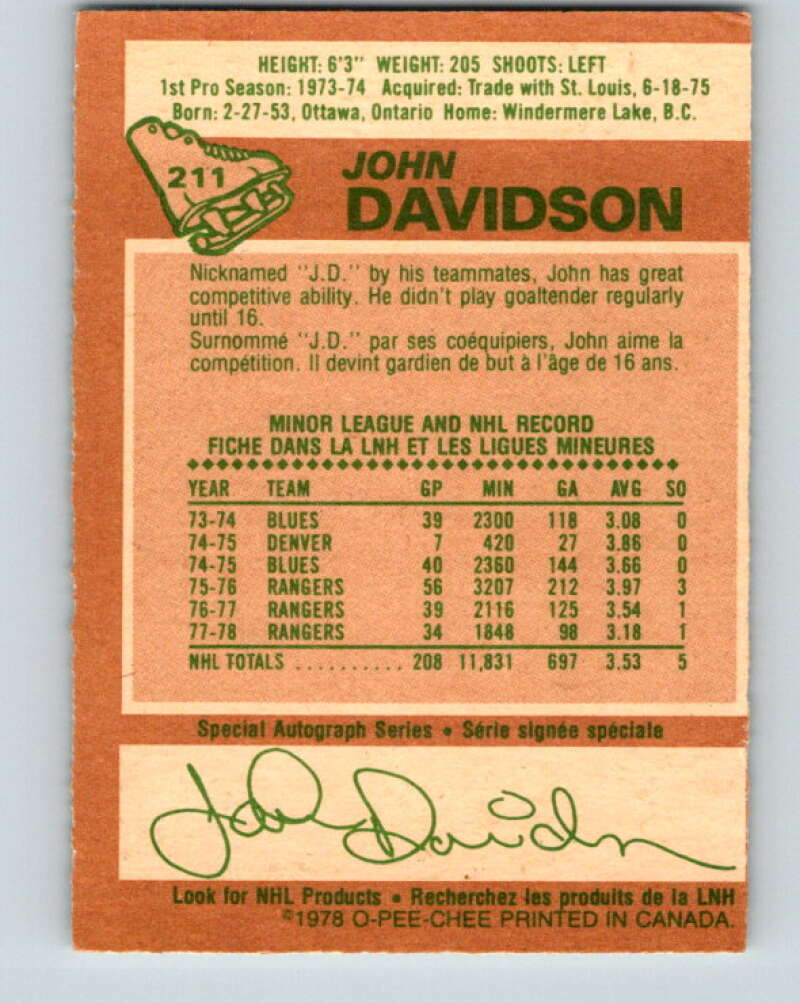 HEIGHT: 6'3" WEIGHT: 205 SHOOTS: LEFT
1st Pro Season: 1973-74 Acquired: Trade with St. Louis, 6-18-75
Born: 2-27-53, Ottawa, Ontario Home: Windermere Lake, B.C.
211
JOHN
DAVIDSON
Nicknamed "J.D." by his teammates, John has great
competitive ability. He didn't play goaltender regularly
until 16.
Surnommé "J.D." par ses coéquipiers, John aime la
compétition. Il devint gardien de but à l'âge de 16 ans.
MINOR LEAGUE AND NHL RECORD
FICHE DANS LA LNH ET LES LIGUES MINEURES
YEAR TEAM GP MIN GA AVG SO
73-74 BLUES 39 2300 118 3.08 0
74-75 DENVER 7 420 27 3.86 0
74-75 BLUES 40 2360 144 3.66 0
75-76 RANGERS 56 3207 212 3.97 3
76-77 RANGERS 39 2116 125 3.54 1
77-78 RANGERS 34 1848 98 3.18 1
NHL TOTALS .......... 208 11,831 697 3.53 5
Special Autograph Series • Série signée spéciale
John Davidson
Look for NHL Products • Recherchez les produits de la LNH
©1978 O-PEE-CHEE PRINTED IN CANADA.